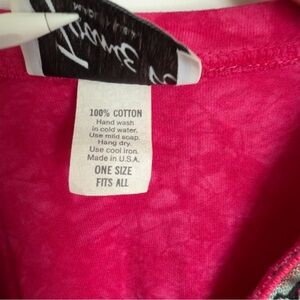 100% COTTON
Hand wash
in cold water.
Use mild soap.
Hang dry.
Use cool iron.
Made in U.S.A.
ONE SIZE
FITS ALL